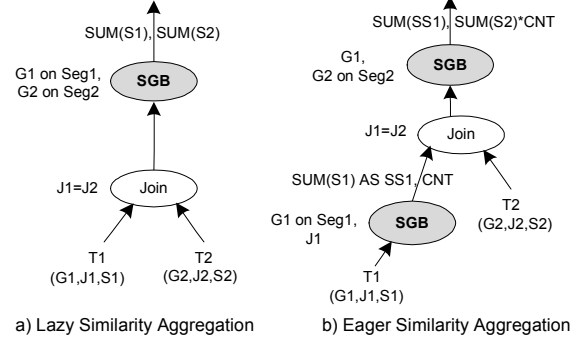 SUM(S1), SUM(S2)
G1 on Seg1,
G2 on Seg2
SGB
J1=J2
Join
T1
(G1,J1,S1)
T2
(G2,J2,S2)
a) Lazy Similarity Aggregation
SUM(SS1), SUM(S2)*CNT
G1,
G2 on Seg2
SGB
J1=J2
Join
SUM(S1) AS SS1, CNT
G1 on Seg1,
J1
SGB
T2
(G2,J2,S2)
T1
(G1,J1,S1)
b) Eager Similarity Aggregation